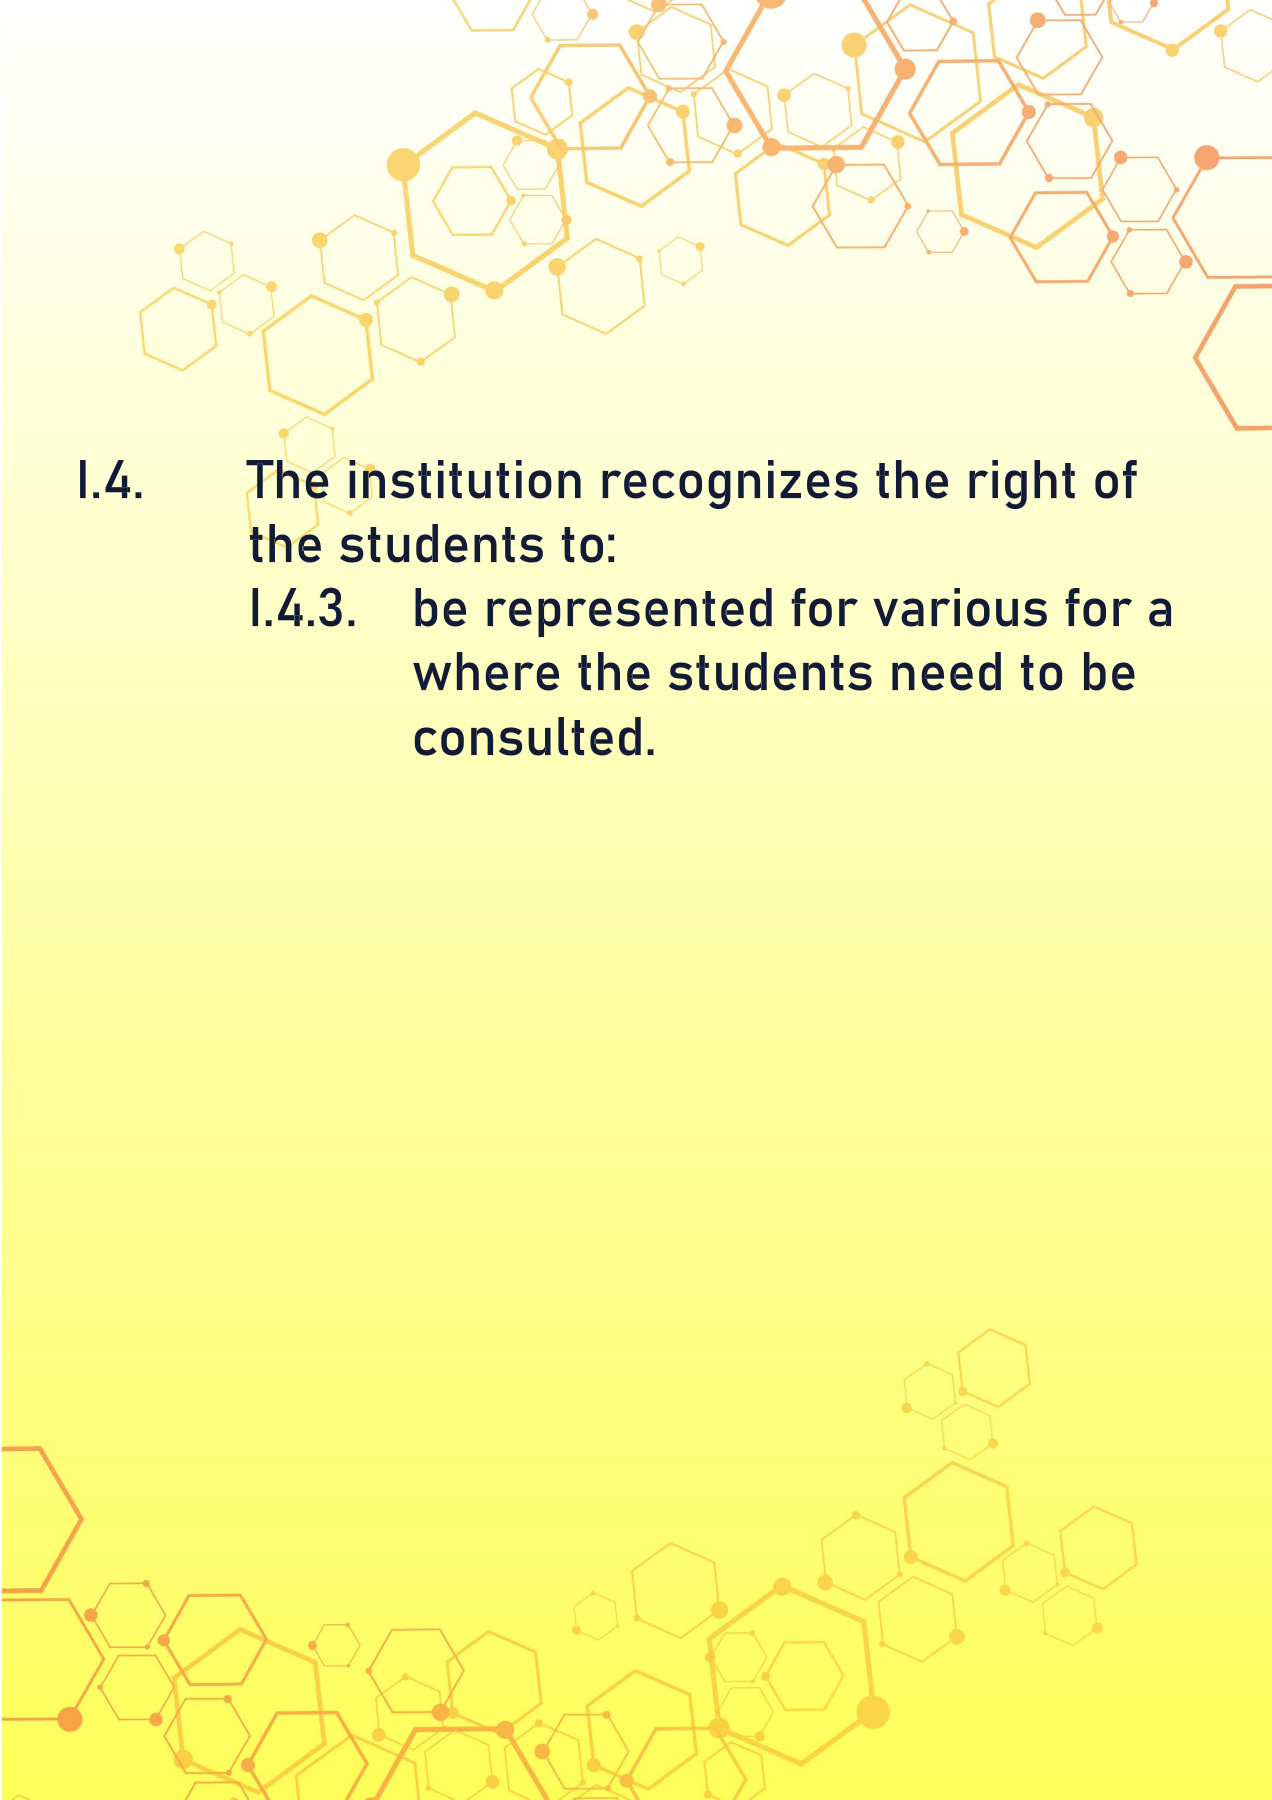 I.4. The institution recognizes the right of
the students to:
I.4.3. be represented for various for a
where the students need to be
consulted.